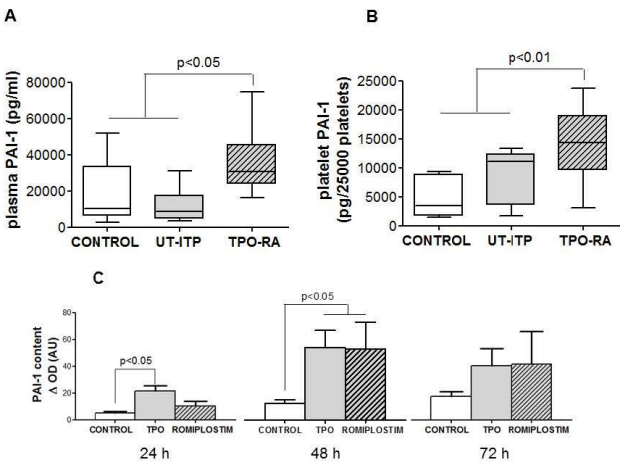 A
plasma PAI-1 (pg/ml)
80000
60000
40000
20000
0
p<0.05
CONTROL UT-ITP TPO-RA
B
platelet PAI-1
(pg/25000 platelets)
25000
20000
15000
10000
5000
0
p<0.01
CONTROL UT-ITP TPO-RA
C
PAI-1 content
Δ OD (AU)
80
60
40
20
0
p<0.05
CONTROL TPO ROMIPLOSTIM
24 h
p<0.05
CONTROL TPO ROMIPLOSTIM
48 h
CONTROL TPO ROMIPLOSTIM
72 h